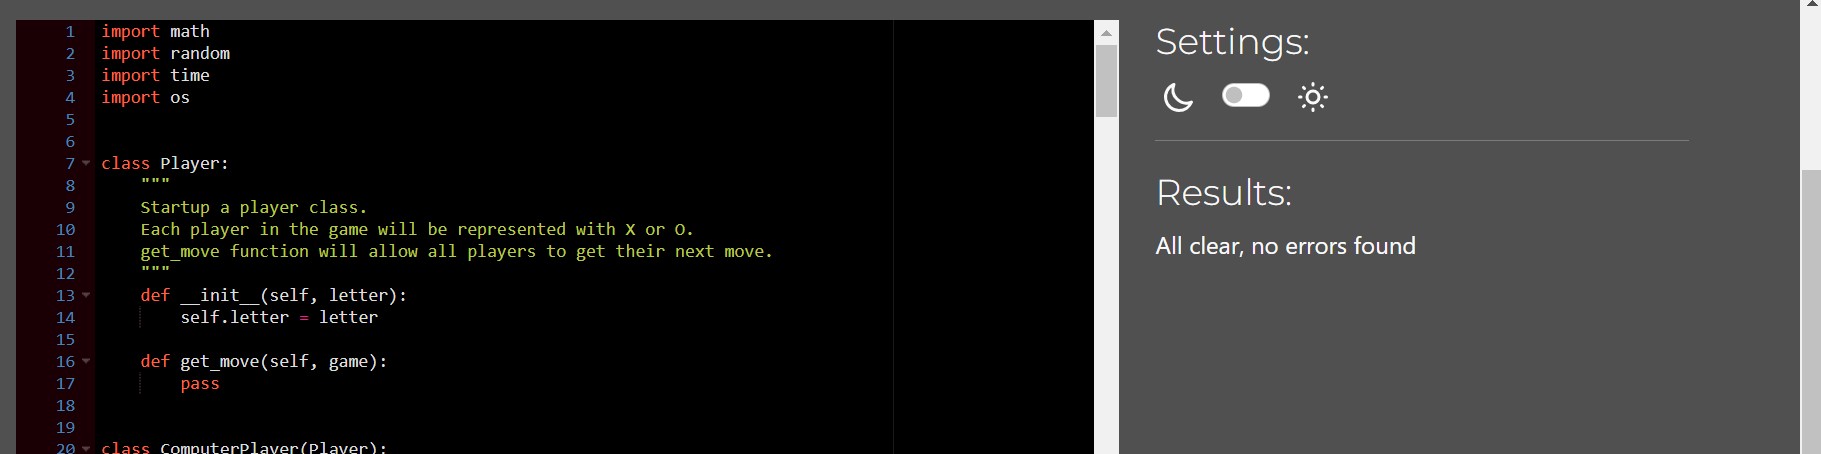 1 import math
2 import random
3 import time
4 import os
5
6
7 class Player:
8     """
9     Startup a player class.
10     Each player in the game will be represented with X or O.
11     get_move function will allow all players to get their next move.
12     """
13     def __init__(self, letter):
14         self.letter = letter
15
16     def get_move(self, game):
17         pass
18
19
20 class ComputerPlayer(Player):
Settings:
Results:
All clear, no errors found